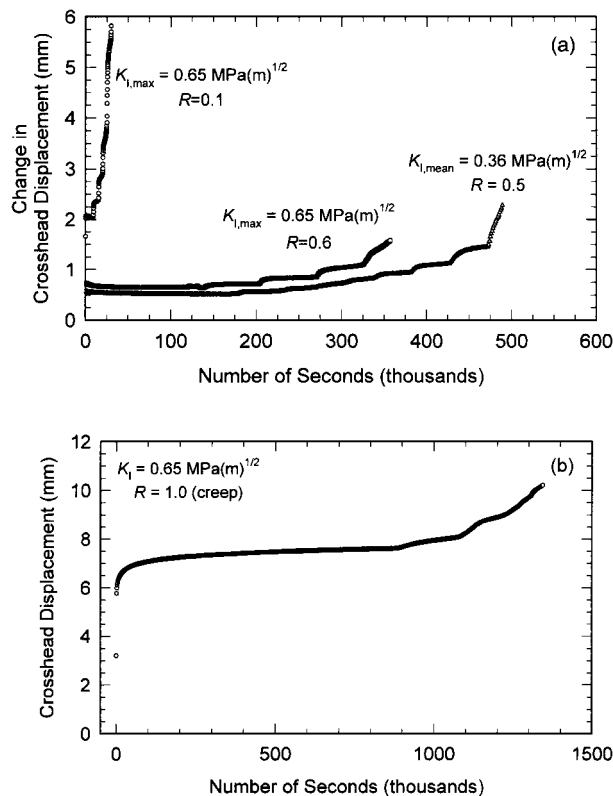 (a)
6
5
4
3
2
1
0
Change in
Crosshead Displacement (mm)
K_I,max = 0.65 MPa(m)^1/2
R=0.1
K_I,mean = 0.36 MPa(m)^1/2
R = 0.5
K_I,max = 0.65 MPa(m)^1/2
R=0.6
0 100 200 300 400 500 600
Number of Seconds (thousands)
(b)
12
10
8
6
4
2
0
Crosshead Displacement (mm)
K_I = 0.65 MPa(m)^1/2
R = 1.0 (creep)
0 500 1000 1500
Number of Seconds (thousands)